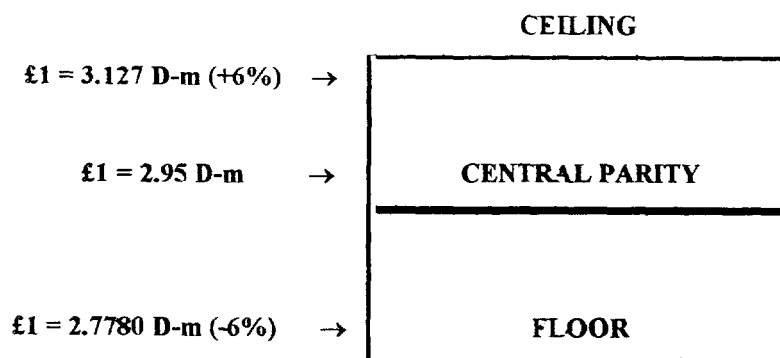 CEILING
£1 = 3.127 D-m (+6%) →
£1 = 2.95 D-m → CENTRAL PARITY
£1 = 2.7780 D-m (-6%) → FLOOR